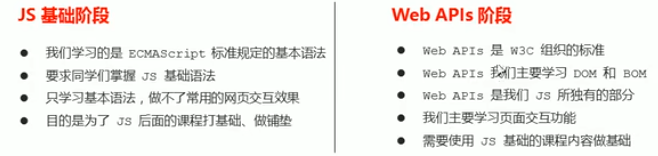 JS 基础阶段
我们学习的是 ECMAScript 标准规定的基本语法
要求同学们掌握 JS 基础语法
只学习基本语法，做不了常用的网页交互效果
目的是为了 JS 后面的课程打基础、做铺垫
Web APIs 阶段
Web APIs 是 W3C 组织的标准
Web APIs 我们主要学习 DOM 和 BOM
Web APIs 是我们 JS 所独有的部分
我们主要学习页面交互功能
需要使用 JS 基础的课程内容做基础